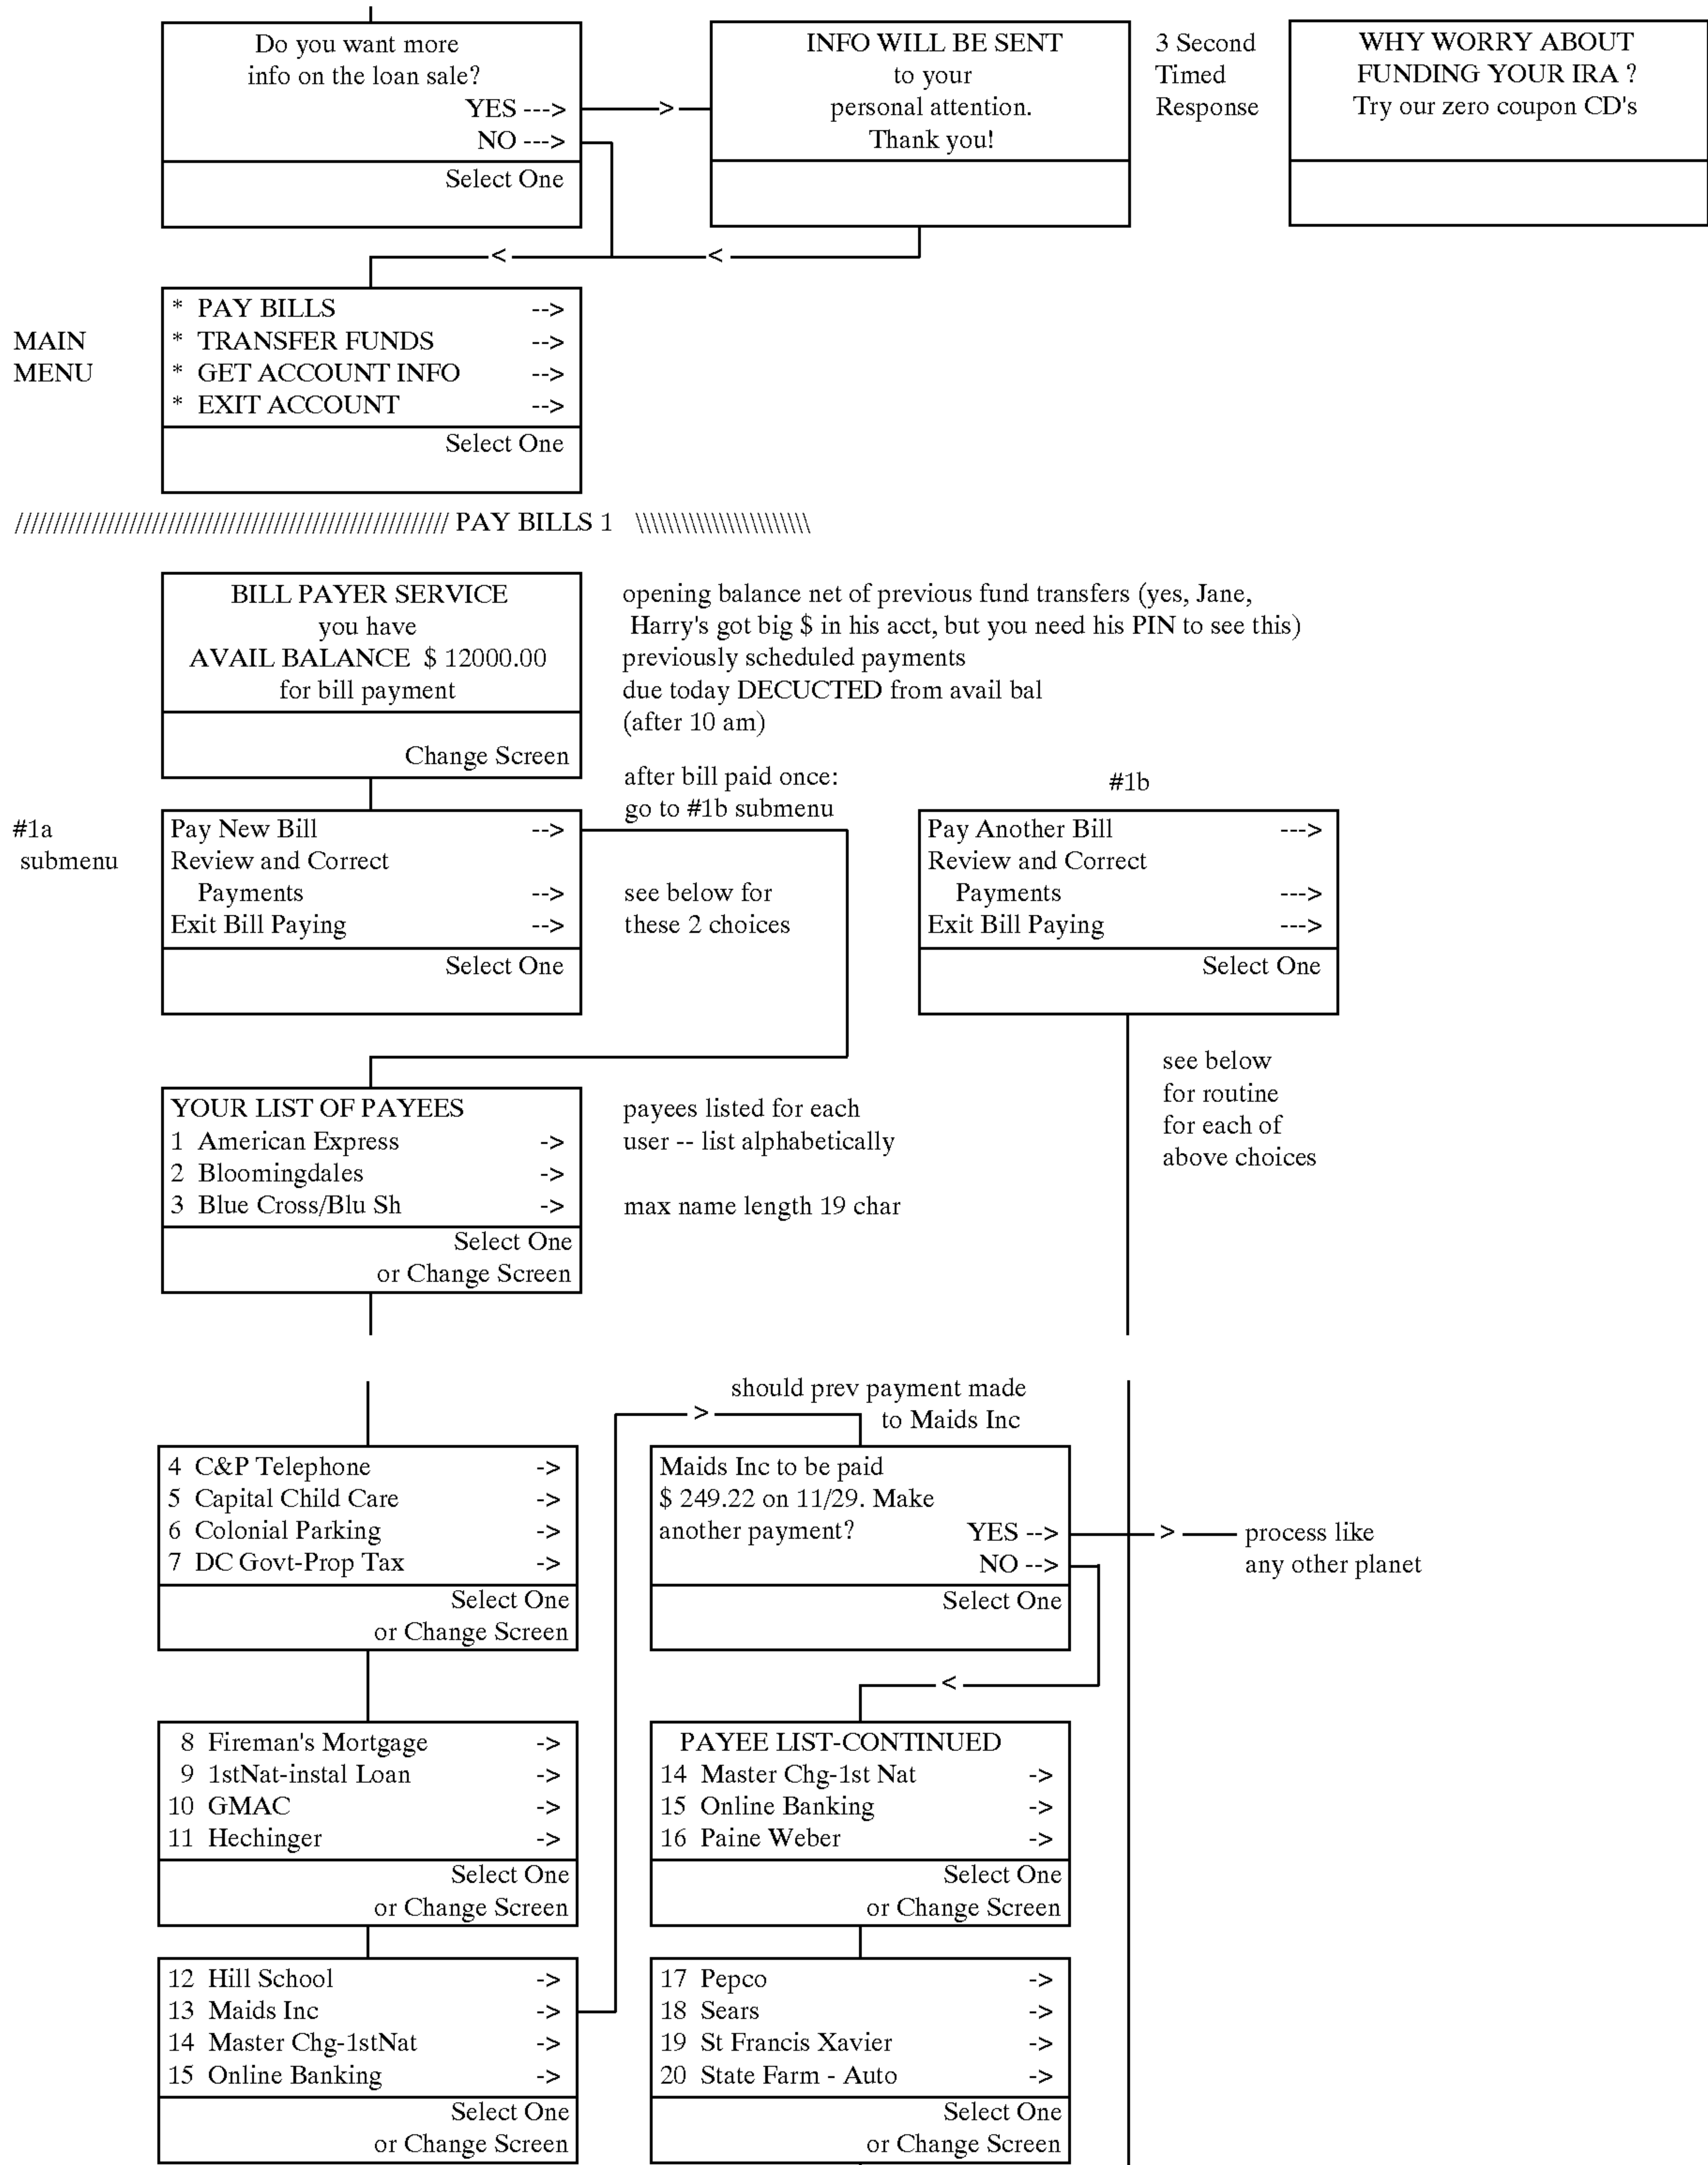 Do you want more
info on the loan sale?
YES --->
NO --->
Select One
INFO WILL BE SENT
to your
personal attention.
Thank you!
3 Second
Timed
Response
WHY WORRY ABOUT
FUNDING YOUR IRA ?
Try our zero coupon CD's
>
< <
MAIN
MENU
* PAY BILLS -->
* TRANSFER FUNDS -->
* GET ACCOUNT INFO -->
* EXIT ACCOUNT -->
Select One
///////////////////////////////////////////////////// PAY BILLS 1 \\\\\\\\\\\\\\\\\\\\\\\
BILL PAYER SERVICE
you have
AVAIL BALANCE $ 12000.00
for bill payment
Change Screen
opening balance net of previous fund transfers (yes, Jane,
Harry's got big $ in his acct, but you need his PIN to see this)
previously scheduled payments
due today DECUCTED from avail bal
(after 10 am)
after bill paid once:
go to #1b submenu
#1a
submenu
Pay New Bill -->
Review and Correct
Payments -->
Exit Bill Paying -->
Select One
see below for
these 2 choices
#1b
Pay Another Bill --->
Review and Correct
Payments --->
Exit Bill Paying --->
Select One
see below
for routine
for each of
above choices
YOUR LIST OF PAYEES
1 American Express ->
2 Bloomingdales ->
3 Blue Cross/Blu Sh ->
Select One
or Change Screen
payees listed for each
user -- list alphabetically
max name length 19 char
should prev payment made
to Maids Inc
>
4 C&P Telephone ->
5 Capital Child Care ->
6 Colonial Parking ->
7 DC Govt-Prop Tax ->
Select One
or Change Screen
Maids Inc to be paid
$ 249.22 on 11/29. Make
another payment? YES -->
NO -->
Select One
>
process like
any other planet
<
8 Fireman's Mortgage ->
9 1stNat-instal Loan ->
10 GMAC ->
11 Hechinger ->
Select One
or Change Screen
PAYEE LIST-CONTINUED
14 Master Chg-1st Nat ->
15 Online Banking ->
16 Paine Weber ->
Select One
or Change Screen
12 Hill School ->
13 Maids Inc ->
14 Master Chg-1stNat ->
15 Online Banking ->
Select One
or Change Screen
17 Pepco ->
18 Sears ->
19 St Francis Xavier ->
20 State Farm - Auto ->
Select One
or Change Screen